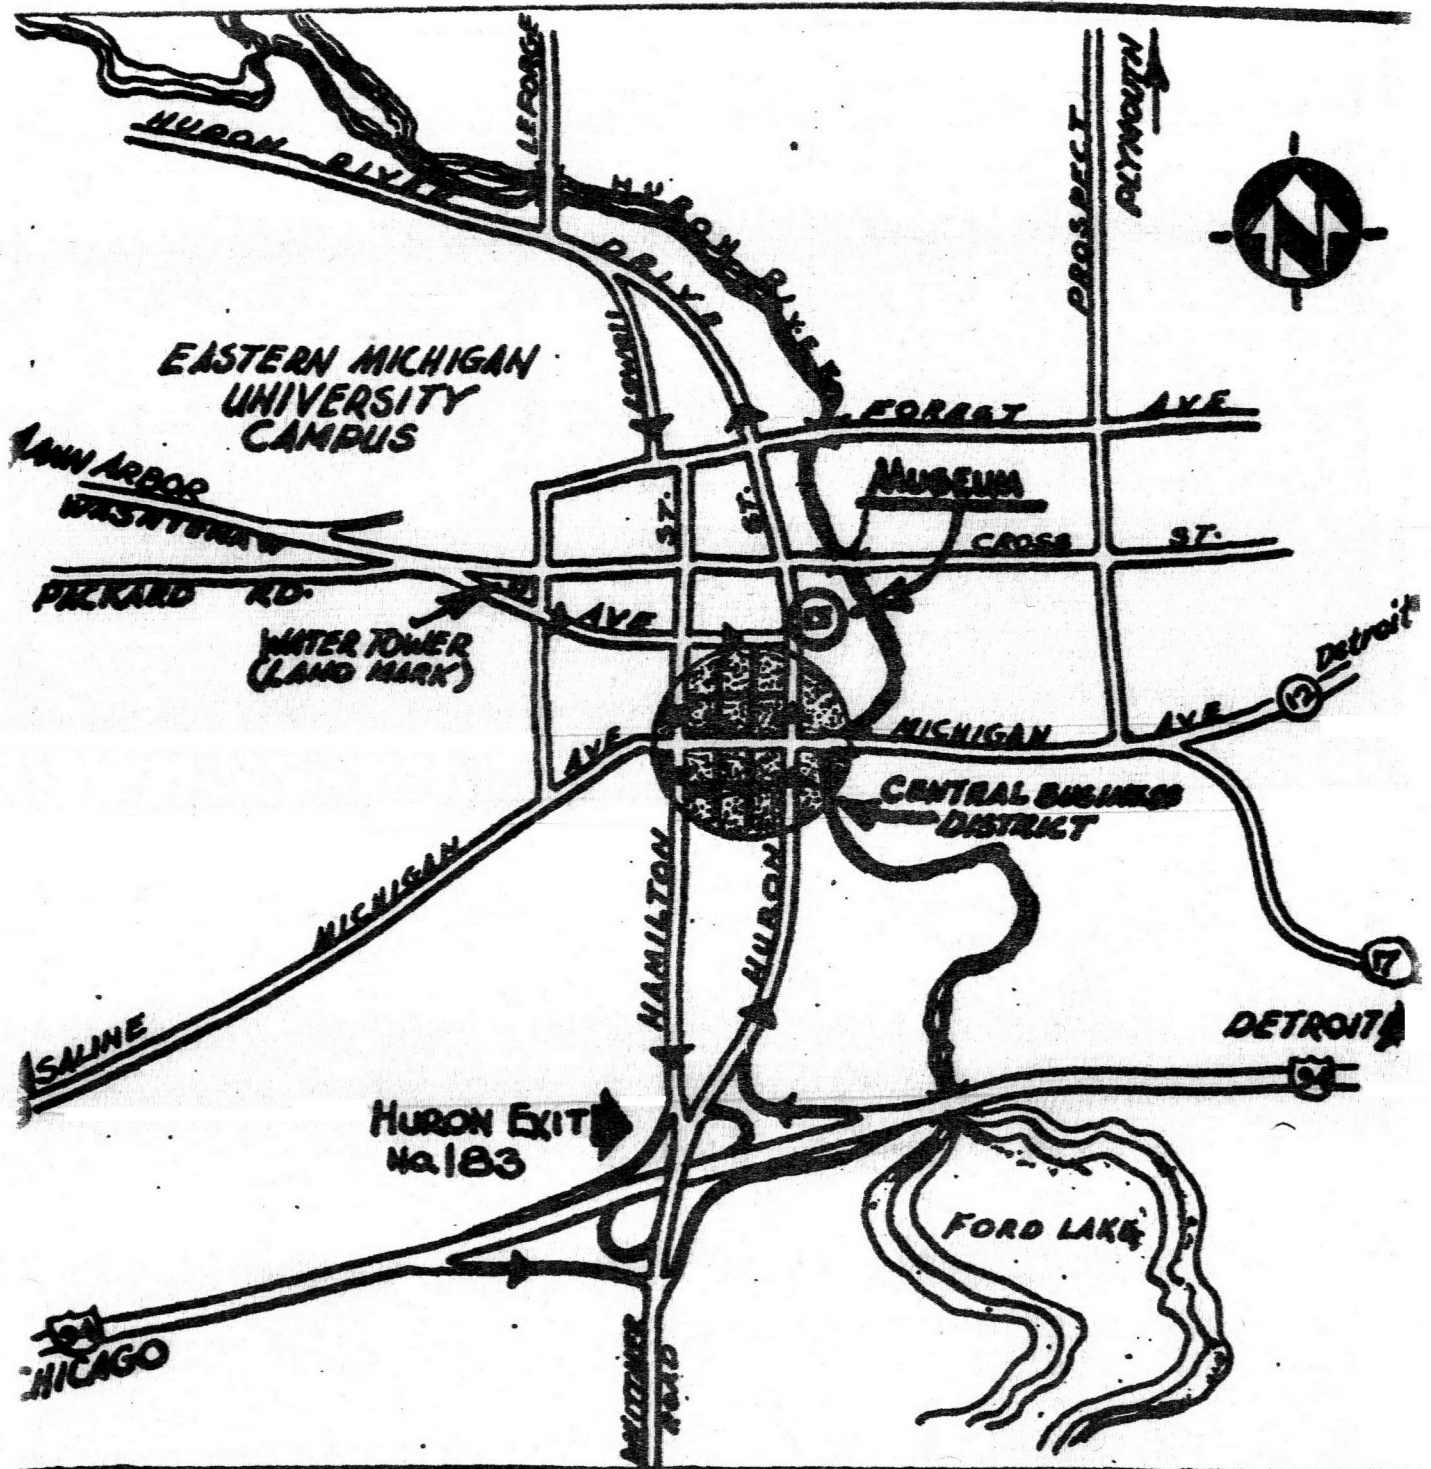 LEFORGE
PROSPECT
PLYMOUTH
HURON RIVER DRIVE
HURON RIVER
N
EASTERN MICHIGAN
UNIVERSITY
CAMPUS
LOWELL
FOREST AVE
ANN ARBOR
WASHTENAW AVE
MUSEUM
ST.
ST.
CROSS ST.
PACKARD RD.
WATER TOWER
(LAND MARK)
Detroit
12
MICHIGAN AVE
MICHIGAN AVE
CENTRAL BUSINESS
DISTRICT
HAMILTON
HURON
17
SALINE
DETROIT
94
HURON EXIT
No 183
FORD LAKE
94
CHICAGO
ROAD